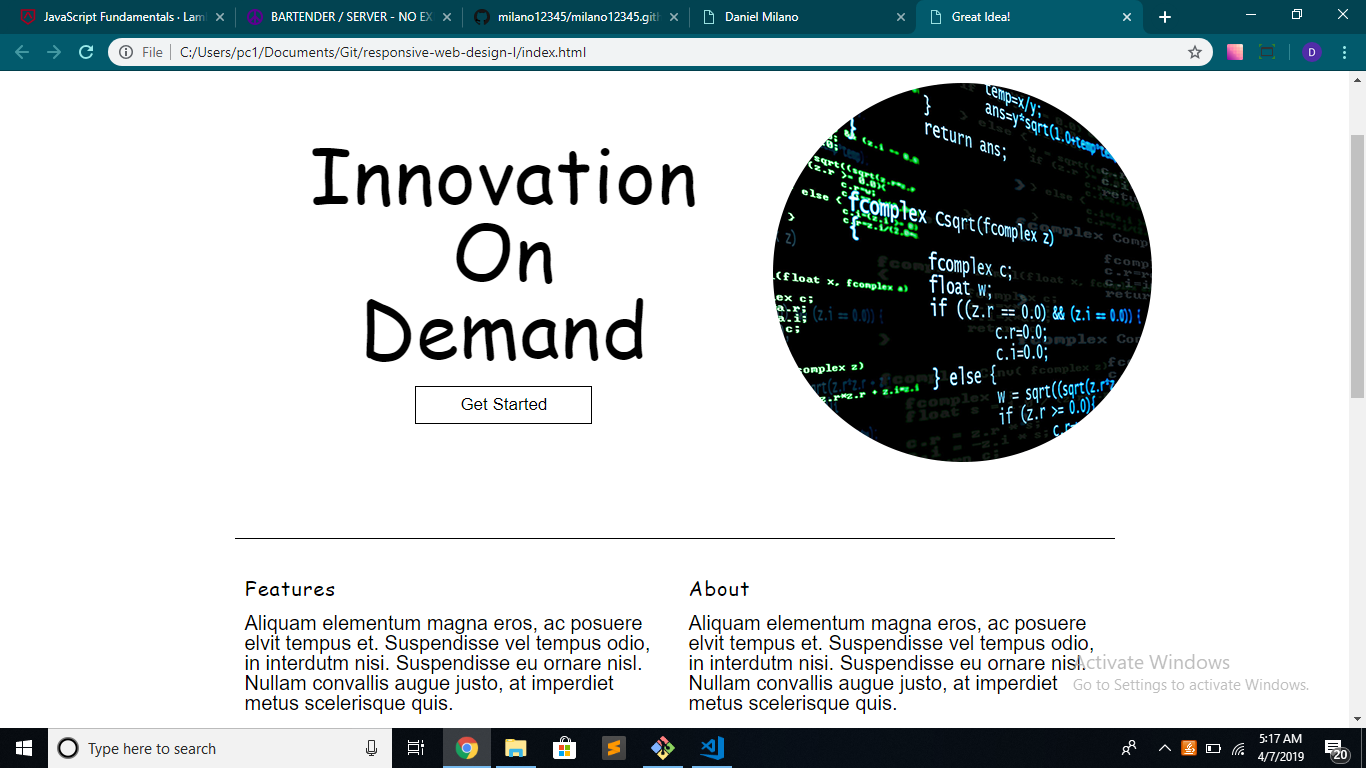 JavaScript Fundamentals · Lam
BARTENDER / SERVER - NO EX
milano12345/milano12345.gith
Daniel Milano
Great Idea!
File
C:/Users/pc1/Documents/Git/responsive-web-design-I/index.html
D
Innovation
On
Demand
Get Started
temp=x/y;
ans=y*sqrt(1.0+temp*te
}
return ans;
fcomplex Csqrt(fcomplex z)
{
fcomplex c;
float w;
if ((z.r == 0.0) && (z.i == 0.0)) {
c.r=0.0;
c.i=0.0;
} else {
w = sqrt((sqrt(z.r*z
if (z.r >= 0.0){
c.r=
(float x, fcomplex a)
complex z)
Features
Aliquam elementum magna eros, ac posuere
elvit tempus et. Suspendisse vel tempus odio,
in interdutm nisi. Suspendisse eu ornare nisl.
Nullam convallis augue justo, at imperdiet
metus scelerisque quis.
About
Aliquam elementum magna eros, ac posuere
elvit tempus et. Suspendisse vel tempus odio,
in interdutm nisi. Suspendisse eu ornare nisl.
Nullam convallis augue justo, at imperdiet
metus scelerisque quis.
Activate Windows
Go to Settings to activate Windows.
Type here to search
5:17 AM
4/7/2019
20